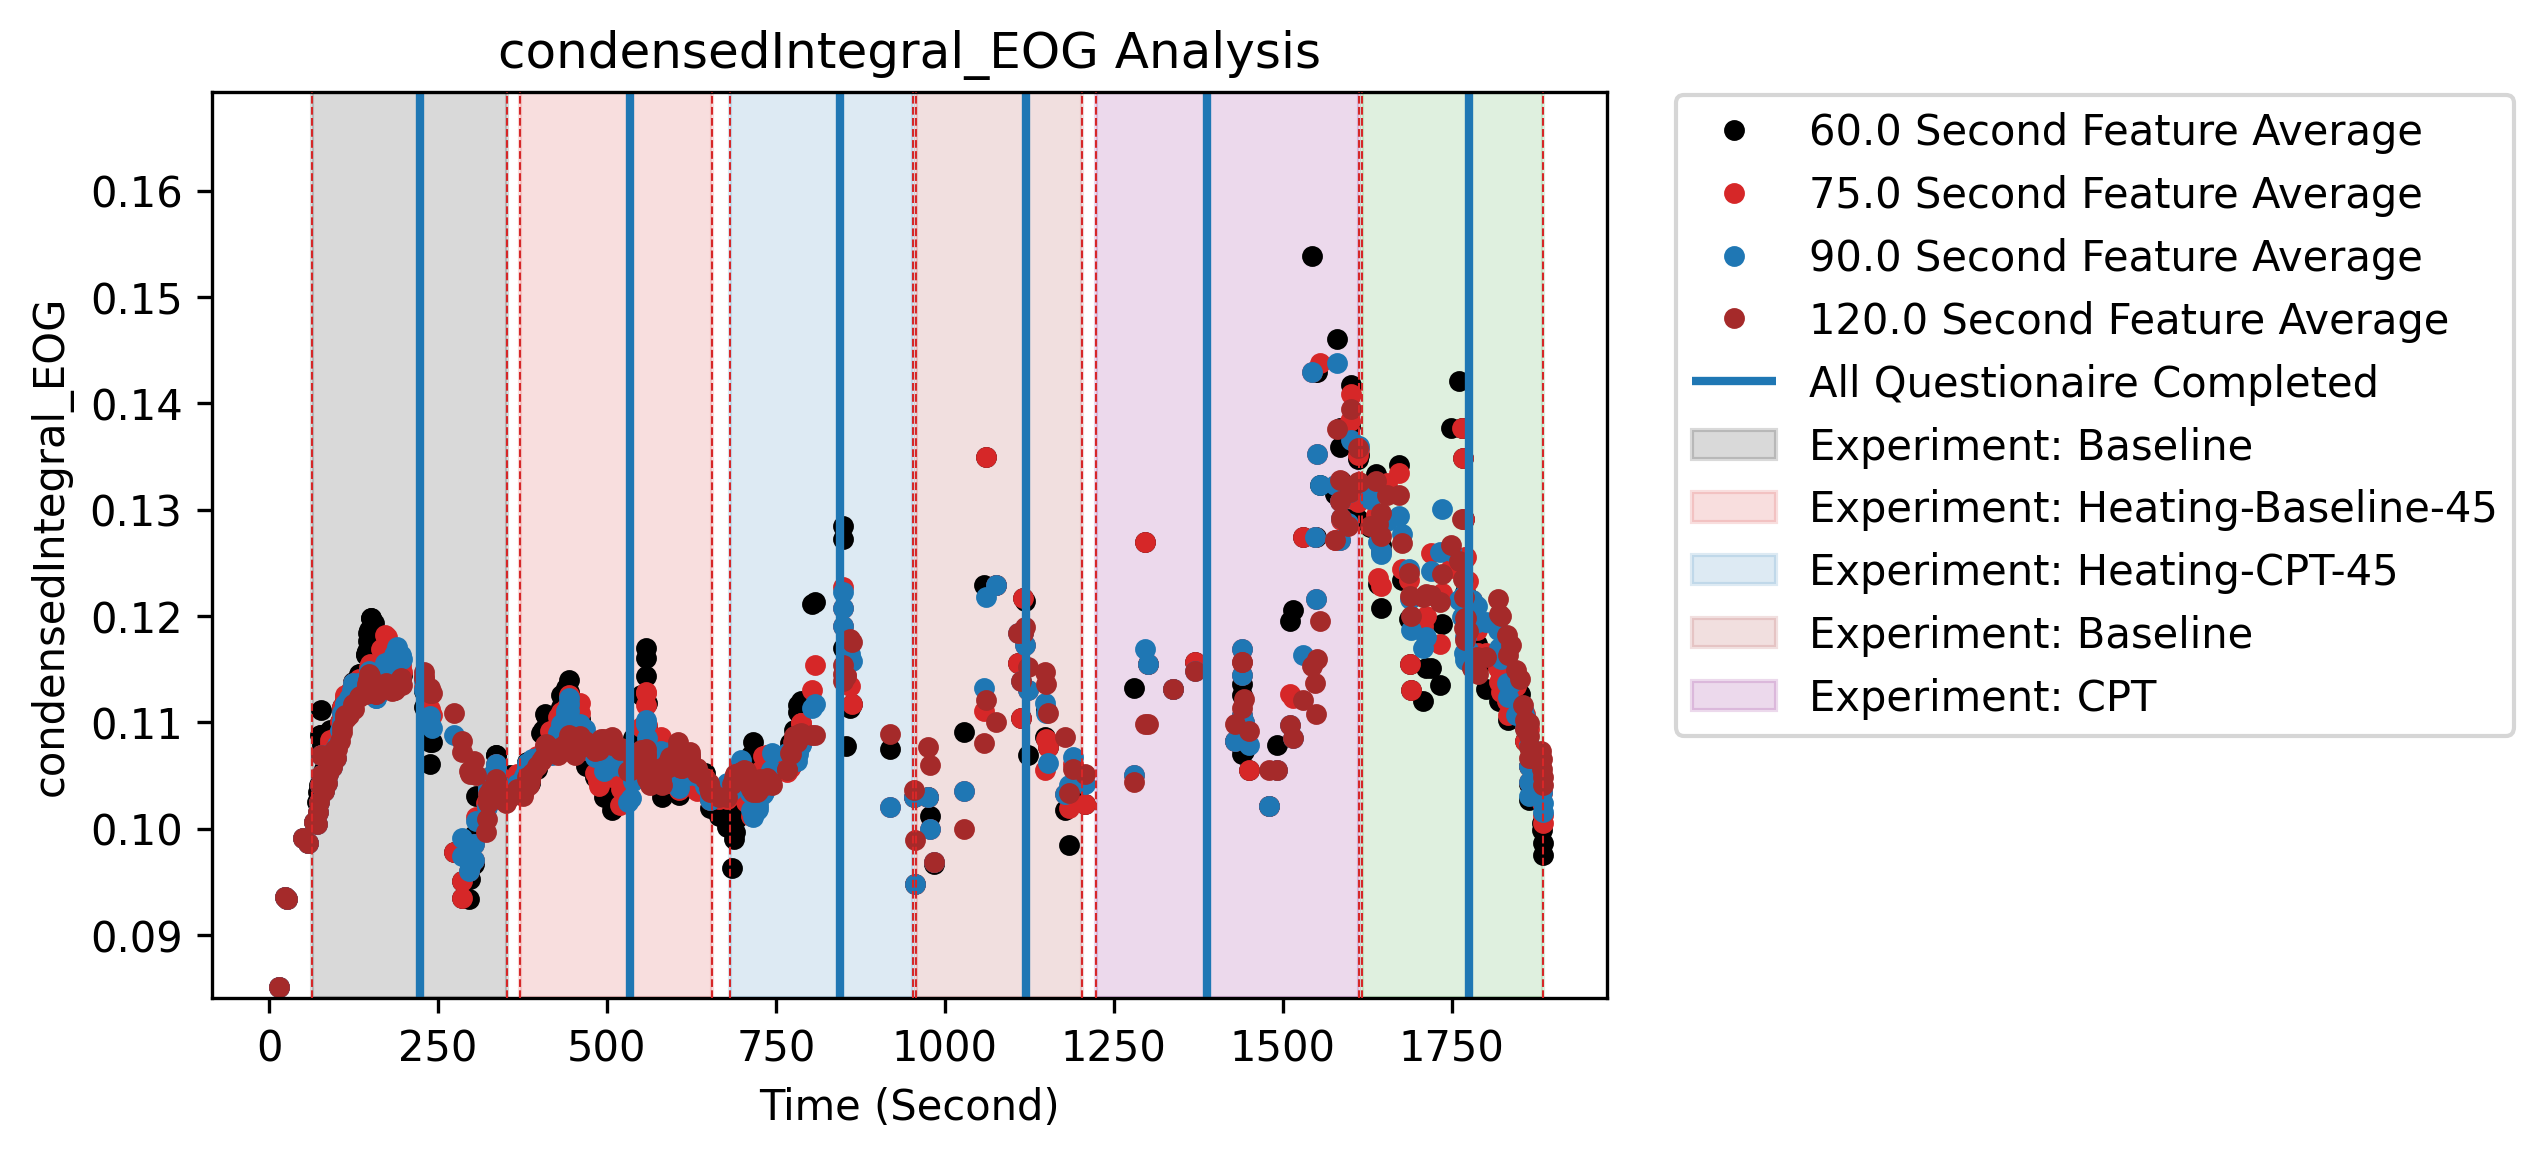 condensedIntegral_EOG Analysis
condensedIntegral_EOG
0.16
0.15
0.14
0.13
0.12
0.11
0.10
0.09
0 250 500 750 1000 1250 1500 1750
Time (Second)
60.0 Second Feature Average
75.0 Second Feature Average
90.0 Second Feature Average
120.0 Second Feature Average
All Questionaire Completed
Experiment: Baseline
Experiment: Heating-Baseline-45
Experiment: Heating-CPT-45
Experiment: Baseline
Experiment: CPT